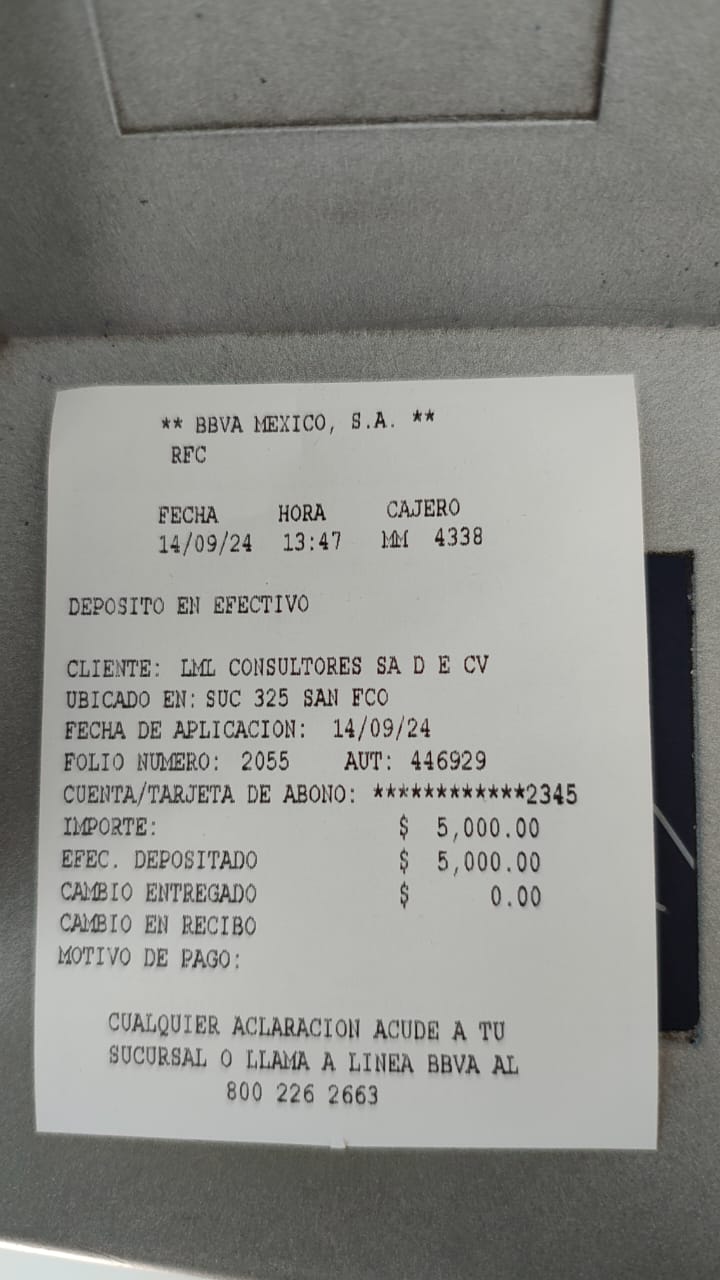 ** BBVA MEXICO, S.A. **
RFC
FECHA HORA CAJERO
14/09/24 13:47 MM 4338
DEPOSITO EN EFECTIVO
CLIENTE: LML CONSULTORES SA D E CV
UBICADO EN: SUC 325 SAN FCO
FECHA DE APLICACION: 14/09/24
FOLIO NUMERO: 2055 AUT: 446929
CUENTA/TARJETA DE ABONO: ************2345
IMPORTE: $ 5,000.00
EFEC. DEPOSITADO $ 5,000.00
CAMBIO ENTREGADO $ 0.00
CAMBIO EN RECIBO
MOTIVO DE PAGO:
CUALQUIER ACLARACION ACUDE A TU
SUCURSAL O LLAMA A LINEA BBVA AL
800 226 2663